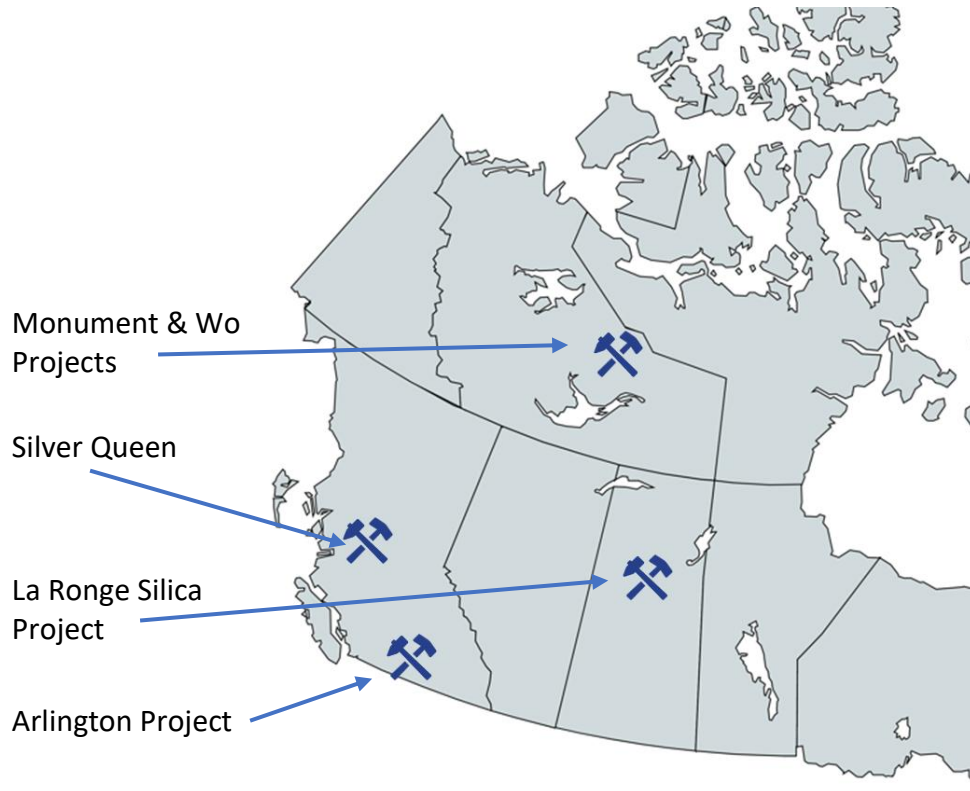 Monument & Wo
Projects
Silver Queen
La Ronge Silica
Project
Arlington Project